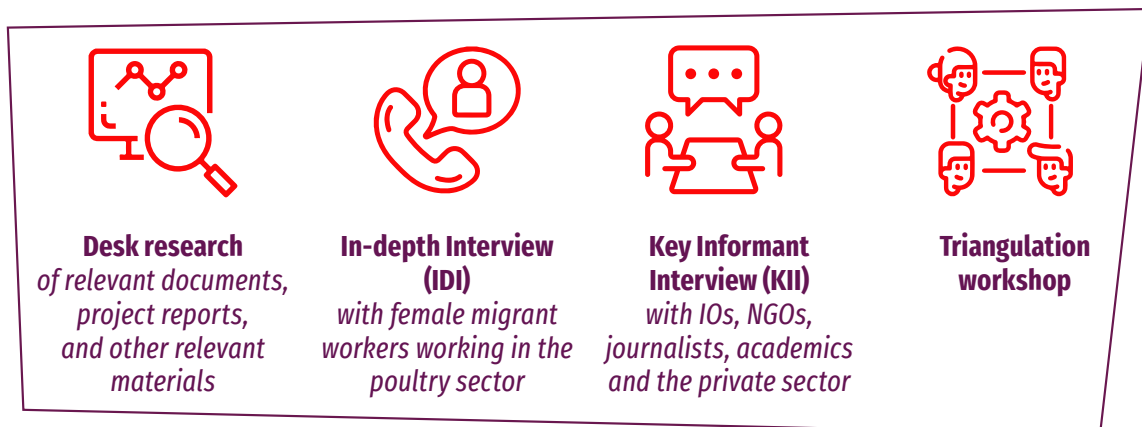 Desk research
of relevant documents,
project reports,
and other relevant
materials
In-depth Interview
(IDI)
with female migrant
workers working in the
poultry sector
Key Informant
Interview (KII)
with IOs, NGOs,
journalists, academics
and the private sector
Triangulation
workshop